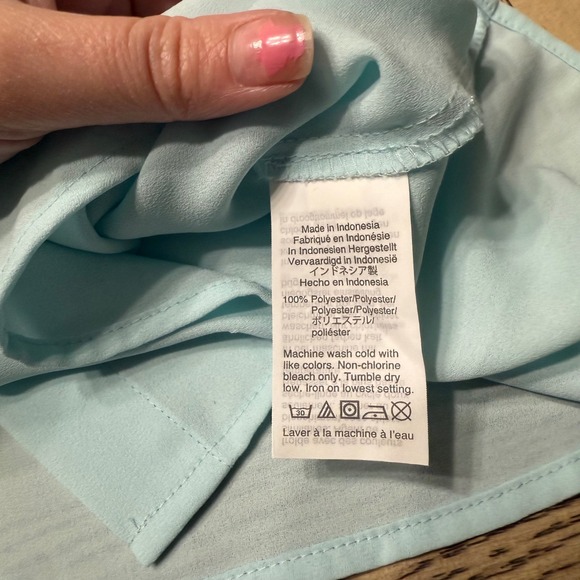 Made in Indonesia
Fabriqué en Indonésie
In Indonesien Hergestellt
Vervaardigd in Indonesië
インドネシア製
Hecho en Indonesia
100% Polyester/Polyester/
Polyester/Polyester/
ポリエステル/
poliéster
Machine wash cold with
like colors. Non-chlorine
bleach only. Tumble dry
low. Iron on lowest setting.
30
Laver à la machine à l'eau